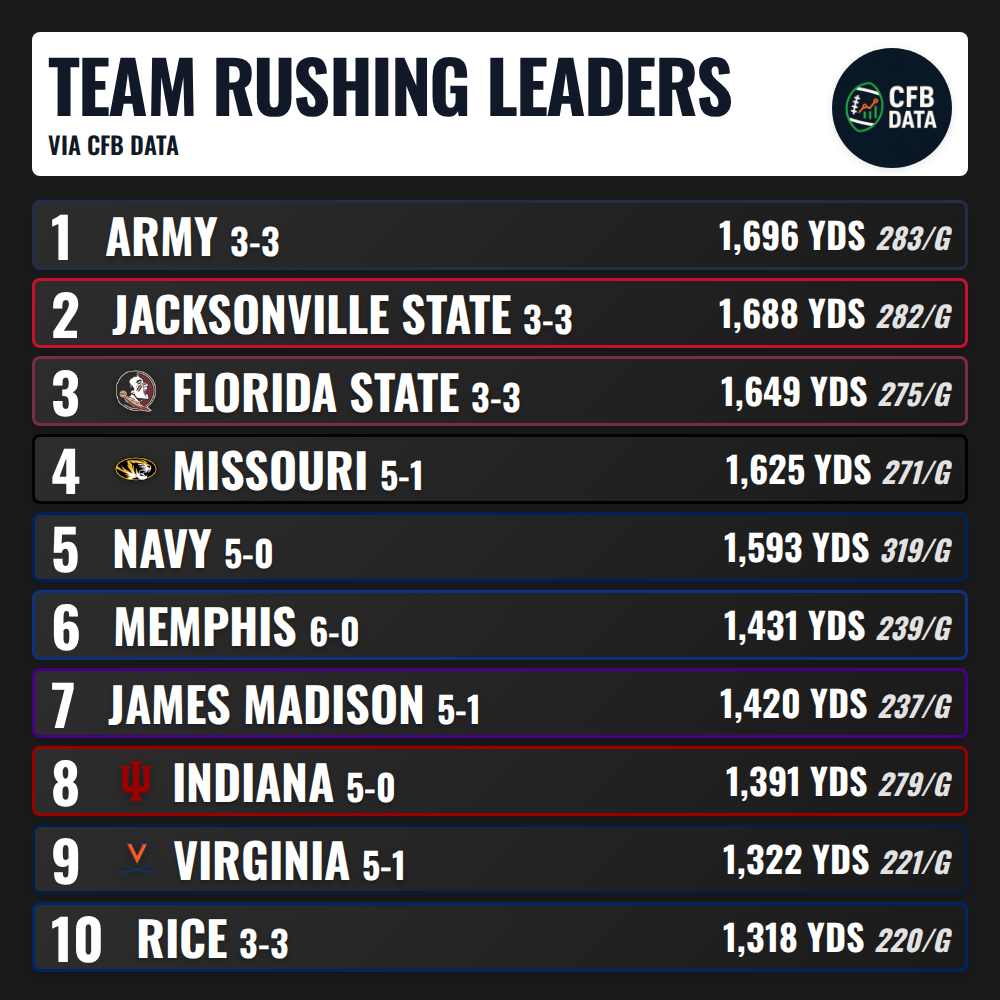 TEAM RUSHING LEADERS
VIA CFB DATA
CFB
DATA
1 ARMY 3-3 1,696 YDS 283/G
2 JACKSONVILLE STATE 3-3 1,688 YDS 282/G
3 FLORIDA STATE 3-3 1,649 YDS 275/G
4 MISSOURI 5-1 1,625 YDS 271/G
5 NAVY 5-0 1,593 YDS 319/G
6 MEMPHIS 6-0 1,431 YDS 239/G
7 JAMES MADISON 5-1 1,420 YDS 237/G
8 INDIANA 5-0 1,391 YDS 279/G
9 VIRGINIA 5-1 1,322 YDS 221/G
10 RICE 3-3 1,318 YDS 220/G